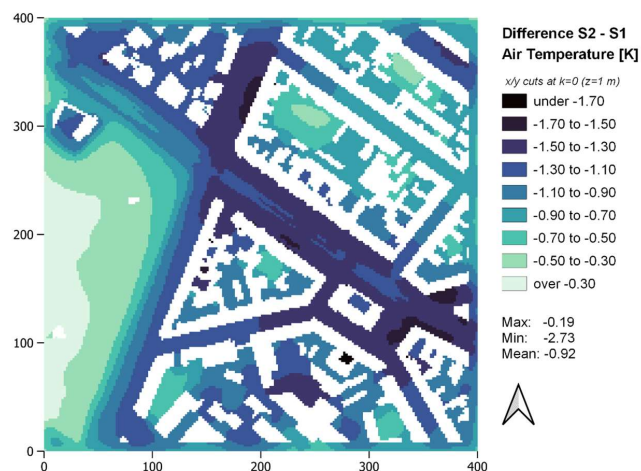 Difference S2 - S1
Air Temperature [K]
x/y cuts at k=0 (z=1 m)
under -1.70
-1.70 to -1.50
-1.50 to -1.30
-1.30 to -1.10
-1.10 to -0.90
-0.90 to -0.70
-0.70 to -0.50
-0.50 to -0.30
over -0.30
Max: -0.19
Min: -2.73
Mean: -0.92
400
300
200
100
0
0 100 200 300 400